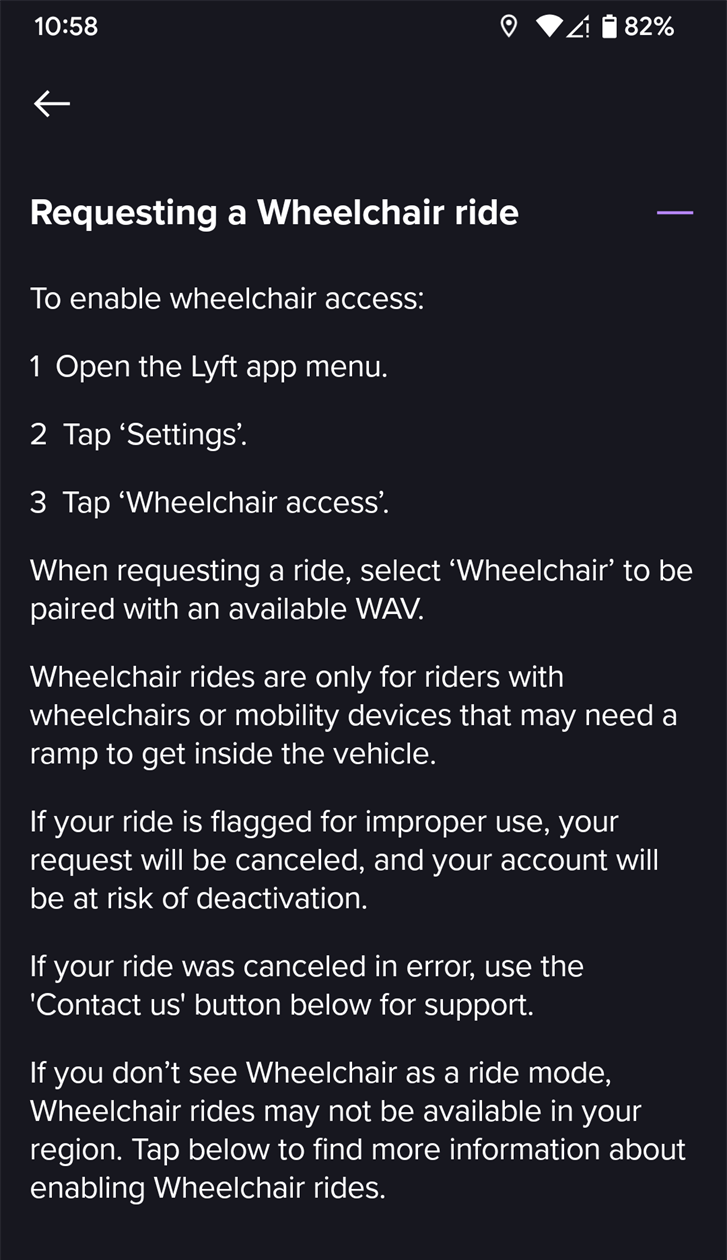 10:58 82%
Requesting a Wheelchair ride
To enable wheelchair access:
1 Open the Lyft app menu.
2 Tap ‘Settings’.
3 Tap ‘Wheelchair access’.
When requesting a ride, select ‘Wheelchair’ to be
paired with an available WAV.
Wheelchair rides are only for riders with
wheelchairs or mobility devices that may need a
ramp to get inside the vehicle.
If your ride is flagged for improper use, your
request will be canceled, and your account will
be at risk of deactivation.
If your ride was canceled in error, use the
'Contact us' button below for support.
If you don’t see Wheelchair as a ride mode,
Wheelchair rides may not be available in your
region. Tap below to find more information about
enabling Wheelchair rides.